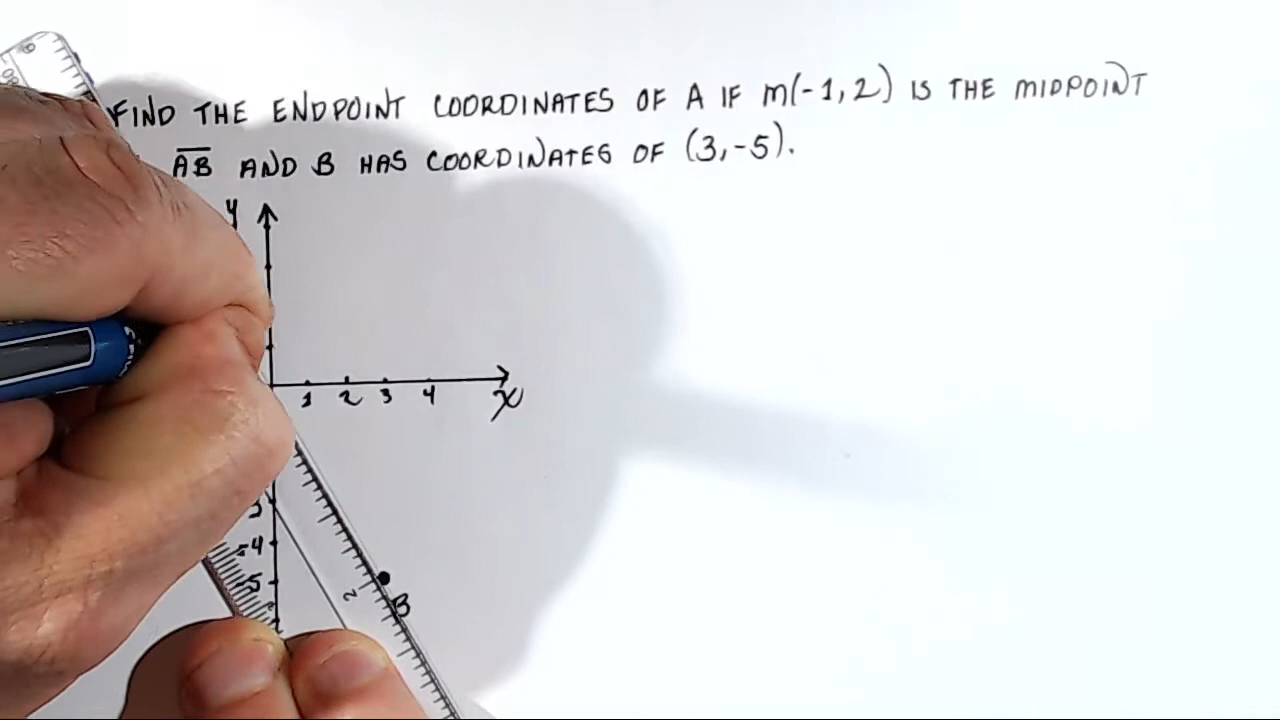 FIND THE ENDPOINT COORDINATES OF A IF M(-1,2) IS THE MIDPOINT
AB AND B HAS COORDINATES OF (3,-5).
y
1 2 3 4 x
-4
-5
2
B